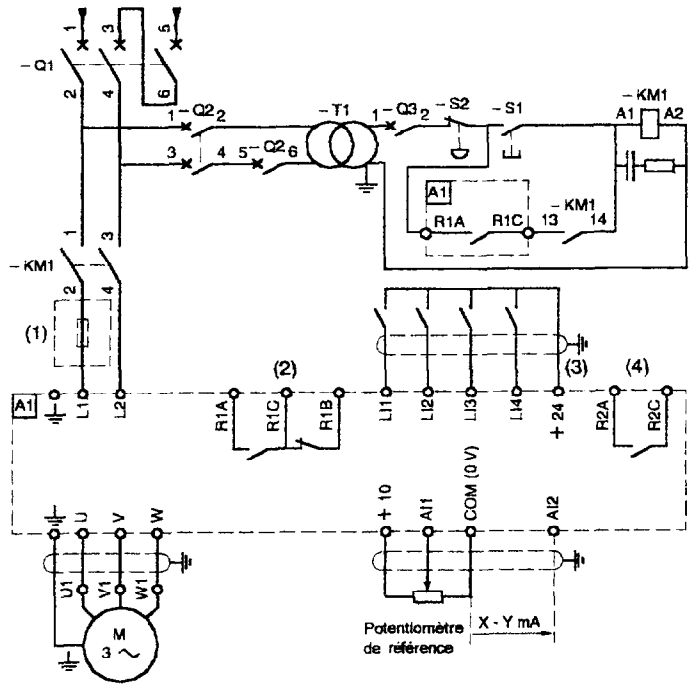 1 3 5
–Q1
2 4 6
1 –Q2 2
–T1
1 –Q3 2
–S2
–S1
–KM1
A1 A2
3 4 5 –Q2 6
A1
R1A R1C 13 –KM1 14
1 3
–KM1
2 4
(1)
(2)
(3)
(4)
A1
L1 L2
R1A R1C R1B
LI1 LI2 LI3 LI4 + 24
R2A R2C
U V W
+ 10 AI1 COM (0 V) AI2
U1 V1 W1
M
3 ~
Potentiomètre
de référence
X - Y mA